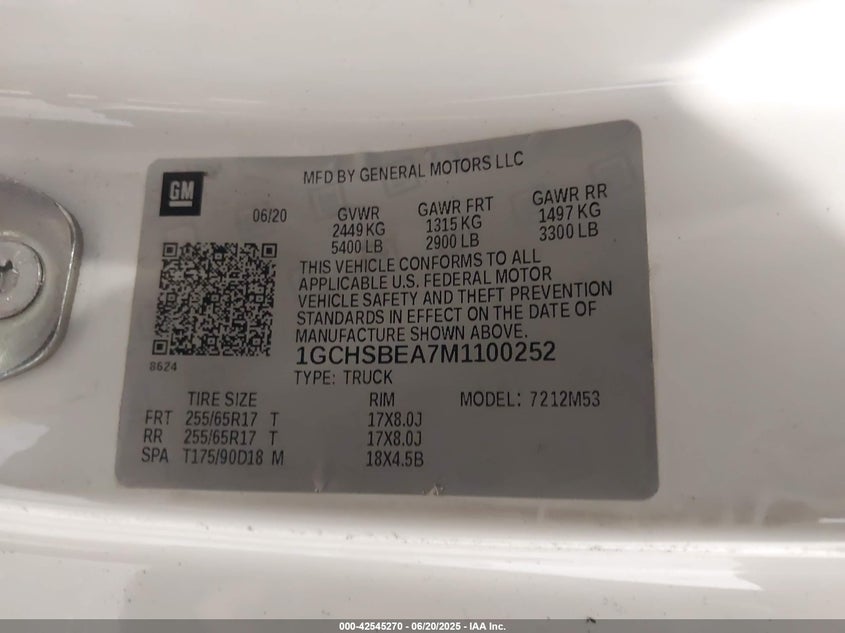 MFD BY GENERAL MOTORS LLC
GM
06/20 GVWR GAWR FRT GAWR RR
2449 KG 1315 KG 1497 KG
5400 LB 2900 LB 3300 LB
THIS VEHICLE CONFORMS TO ALL
APPLICABLE U.S. FEDERAL MOTOR
VEHICLE SAFETY AND THEFT PREVENTION
STANDARDS IN EFFECT ON THE DATE OF
MANUFACTURE SHOWN ABOVE.
1GCHSBEA7M1100252
8624
TYPE: TRUCK
TIRE SIZE RIM MODEL: 7212M53
FRT 255/65R17 T 17X8.0J
RR 255/65R17 T 17X8.0J
SPA T175/90D18 M 18X4.5B
000-42545270 - 06/20/2025 - IAA Inc.